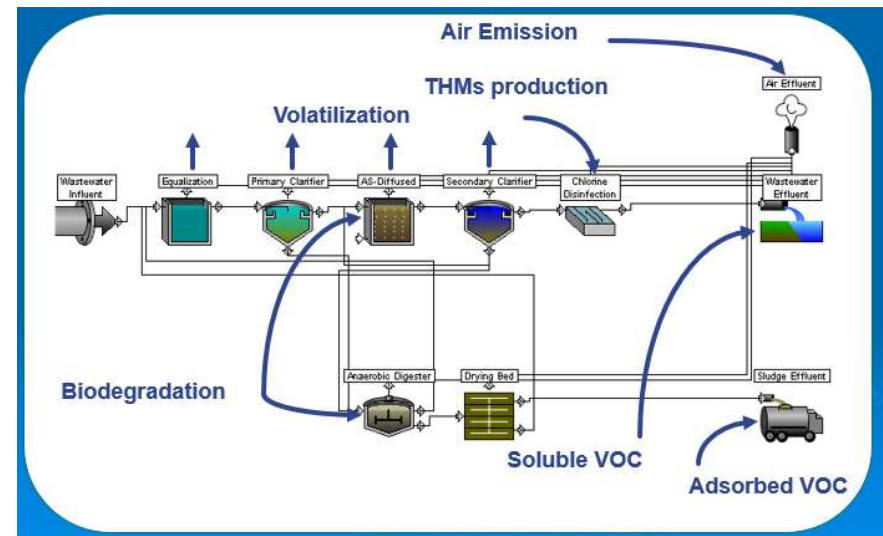 Air Emission
Air Effluent
THMs production
Volatilization
Wastewater
Influent
Equalization
Primary Clarifier
AS-Diffused
Secondary Clarifier
Chlorine
Disinfection
Wastewater
Effluent
Anaerobic Digester
Drying Bed
Sludge Effluent
Biodegradation
Soluble VOC
Adsorbed VOC